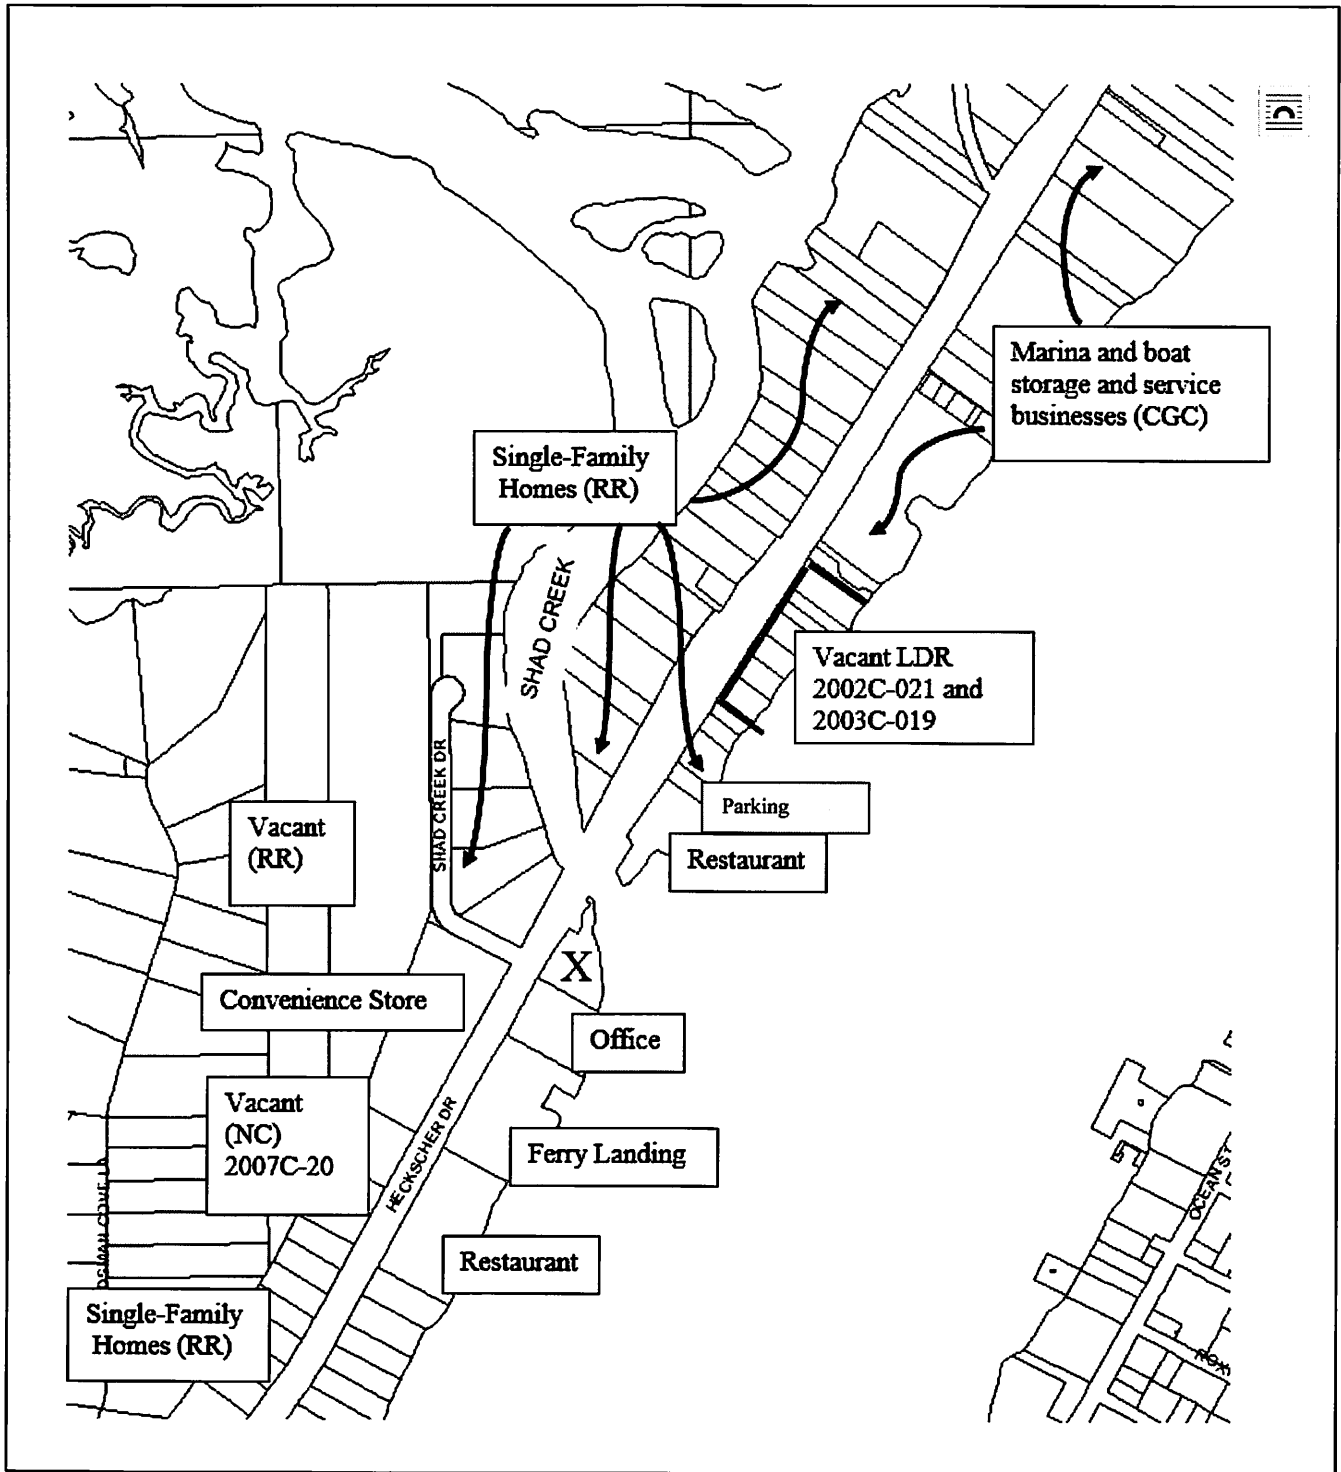 Marina and boat
storage and service
businesses (CGC)
Single-Family
Homes (RR)
SHAD CREEK
Vacant LDR
2002C-021 and
2003C-019
SHAD CREEK DR
Parking
Vacant
(RR)
Restaurant
X
Convenience Store
Office
Vacant
(NC)
2007C-20
HECKSCHER DR
Ferry Landing
OCEAN ST
Restaurant
Single-Family
Homes (RR)